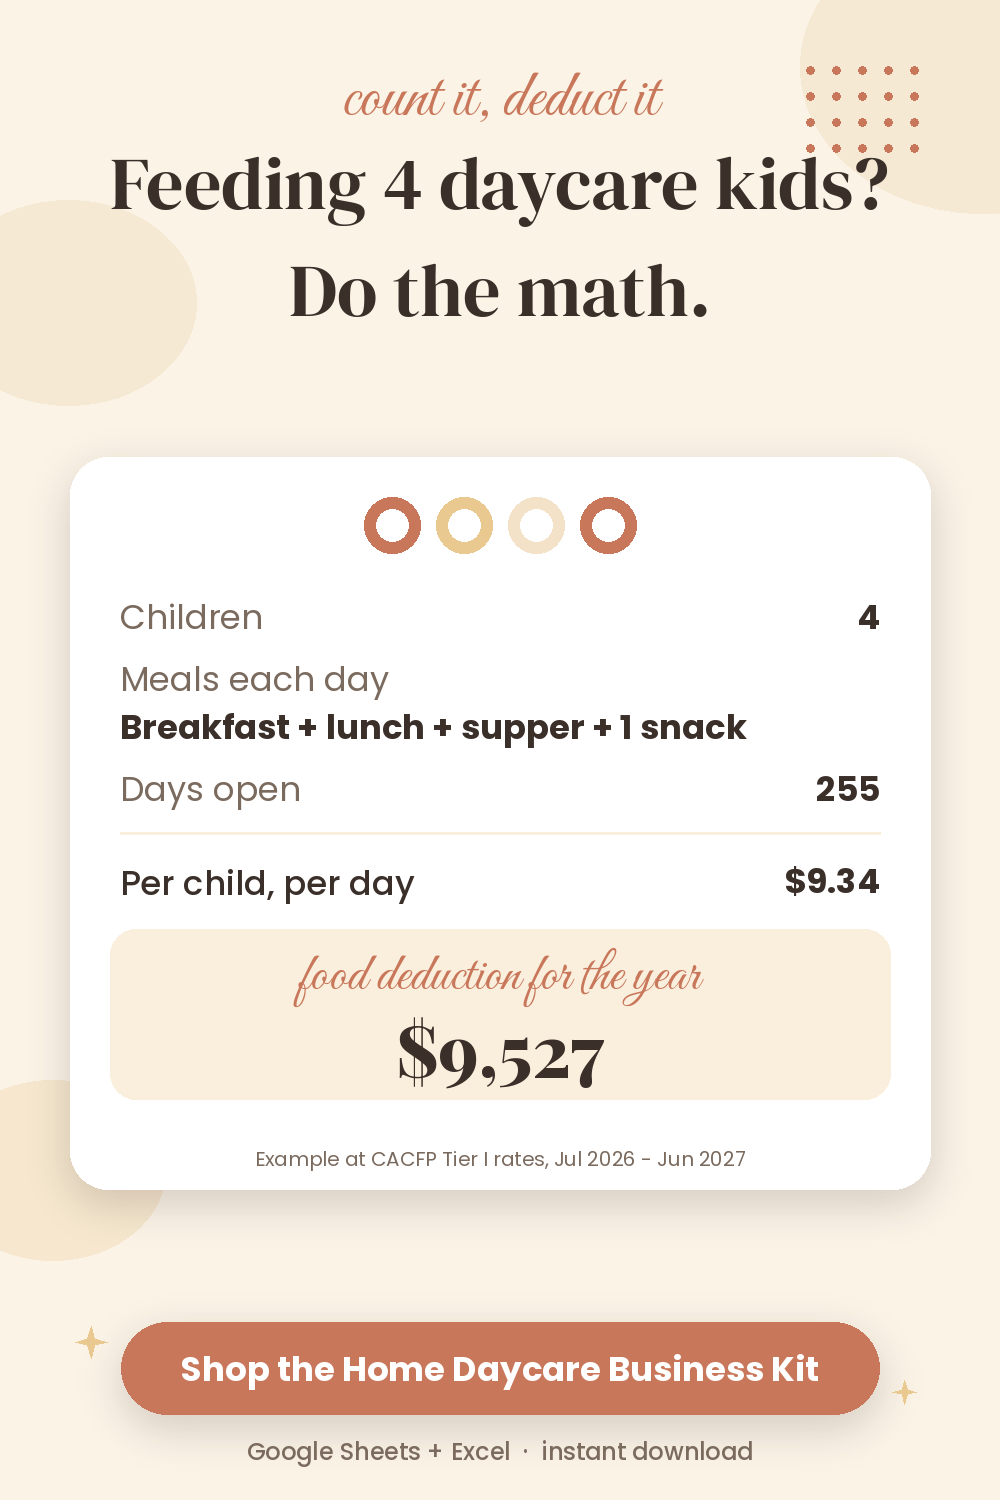 count it, deduct it
Feeding 4 daycare kids?
Do the math.
Children 4
Meals each day
Breakfast + lunch + supper + 1 snack
Days open 255
Per child, per day $9.34
food deduction for the year
$9,527
Example at CACFP Tier I rates, Jul 2026 - Jun 2027
Shop the Home Daycare Business Kit
Google Sheets + Excel · instant download